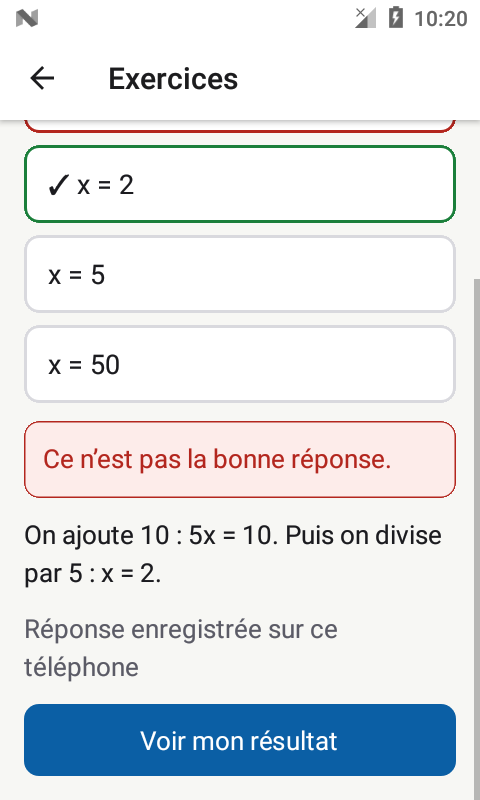 10:20
Exercices
✓ x = 2
x = 5
x = 50
Ce n’est pas la bonne réponse.
On ajoute 10 : 5x = 10. Puis on divise
par 5 : x = 2.
Réponse enregistrée sur ce
téléphone
Voir mon résultat